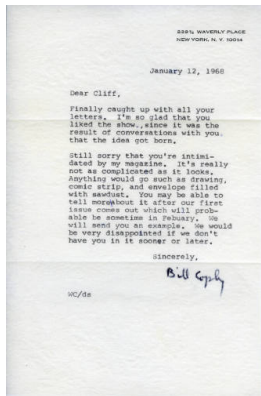 33⅓ WAVERLY PLACE
NEW YORK, N.Y. 10014
January 12, 1968
Dear Cliff,
Finally caught up with all your
letters. I'm so glad that you
liked the show., since it was the
result of conversations with you.
that the idea got born.
Still sorry that you're intimi-
dated by my magazine. It's really
not as complicated as it looks.
Anything would go such as drawing,
comic strip, and envelope filled
with sawdust. You may be able to
tell more about it after our first
issue comes out which will prob-
able be sometime in Febuary. We
will send you an example. We would
be very disappointed if we don't
have you in it sooner or later.
Sincerely,
Bill Copley
WC/ds